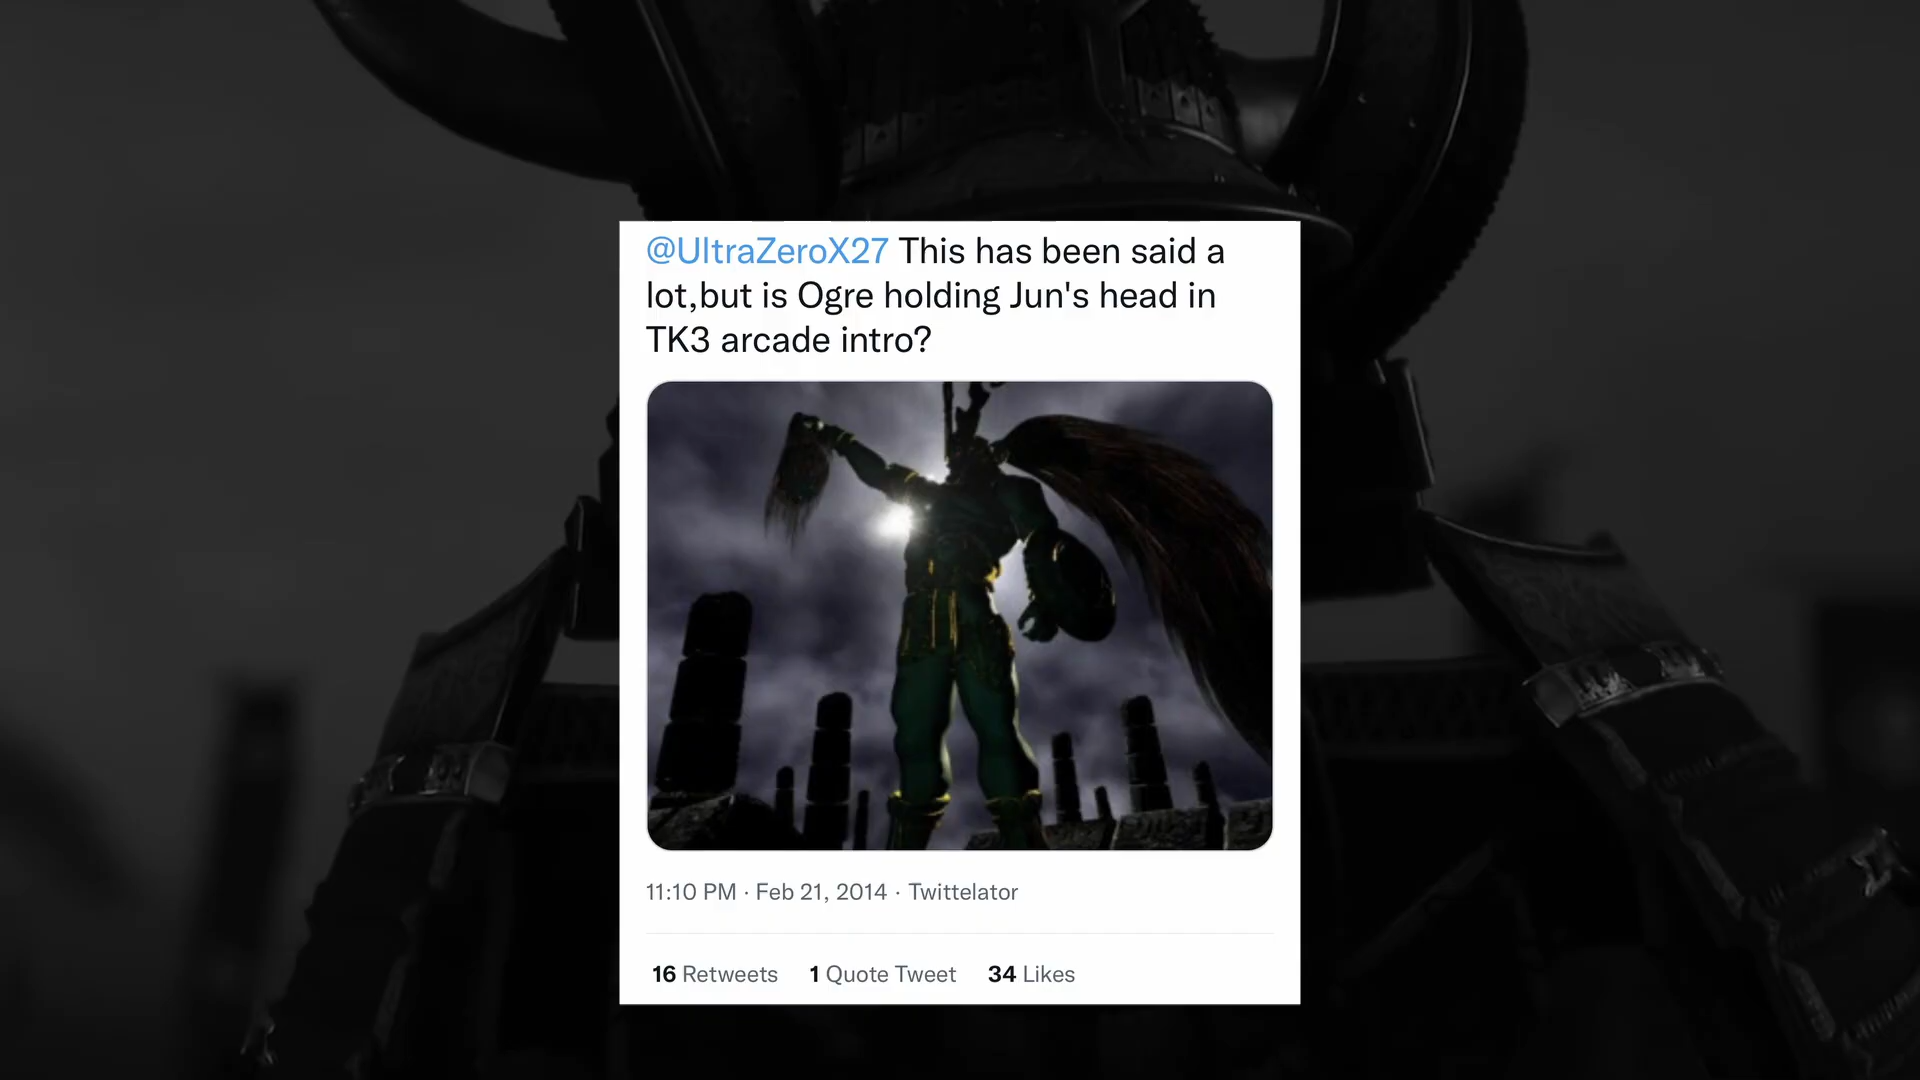 @UltraZeroX27 This has been said a
lot,but is Ogre holding Jun's head in
TK3 arcade intro?
11:10 PM · Feb 21, 2014 · Twittelator
16 Retweets 1 Quote Tweet 34 Likes